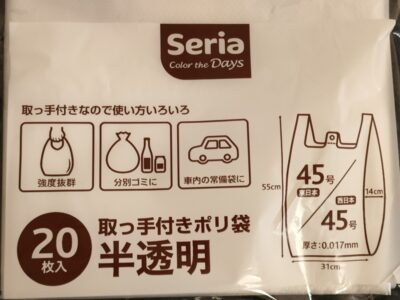 Seria
Color the Days
取っ手付きなので使い方いろいろ
強度抜群
分別ゴミに
車内の常備袋に
55cm
45号
東日本
西日本
45号
14cm
厚さ:0.017mm
31cm
20
枚入
取っ手付きポリ袋
半透明